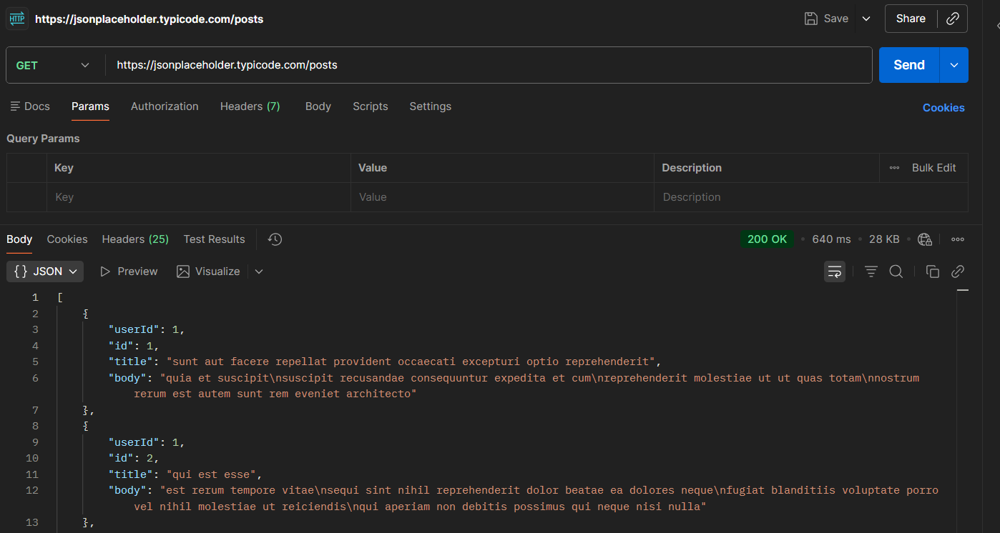 HTTP https://jsonplaceholder.typicode.com/posts Save Share
GET https://jsonplaceholder.typicode.com/posts Send
Docs Params Authorization Headers (7) Body Scripts Settings Cookies
Query Params
Key Value Description Bulk Edit
Key Value Description
Body Cookies Headers (25) Test Results 200 OK • 640 ms • 28 KB •
{} JSON Preview Visualize
1 [
2 {
3 "userId": 1,
4 "id": 1,
5 "title": "sunt aut facere repellat provident occaecati excepturi optio reprehenderit",
6 "body": "quia et suscipit\nsuscipit recusandae consequuntur expedita et cum\nreprehenderit molestiae ut ut quas totam\nnostrum
rerum est autem sunt rem eveniet architecto"
7 },
8 {
9 "userId": 1,
10 "id": 2,
11 "title": "qui est esse",
12 "body": "est rerum tempore vitae\nsequi sint nihil reprehenderit dolor beatae ea dolores neque\nfugiat blanditiis voluptate porro
vel nihil molestiae ut reiciendis\nqui aperiam non debitis possimus qui neque nisi nulla"
13 },